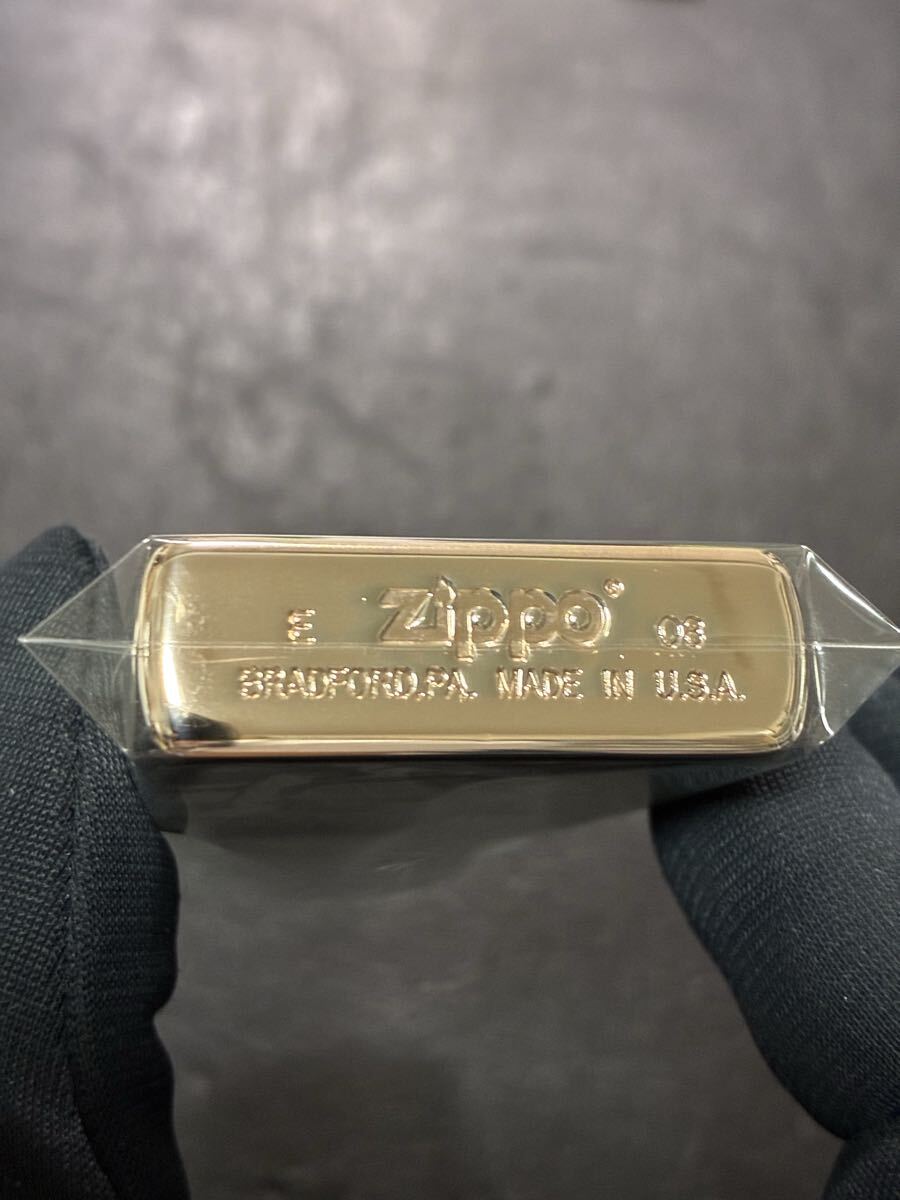 E Zippo® 03
BRADFORD, PA. MADE IN U.S.A.